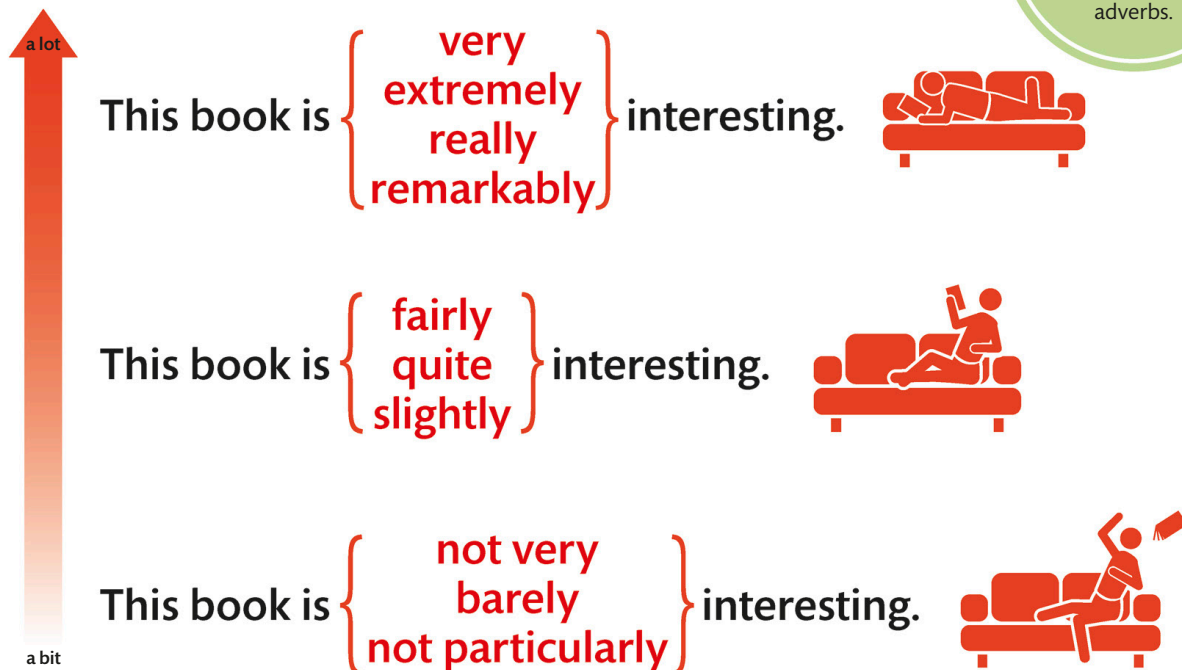 adverbs.
a lot
very
extremely
This book is interesting.
really
remarkably
fairly
This book is quite interesting.
slightly
not very
This book is barely interesting.
not particularly
a bit